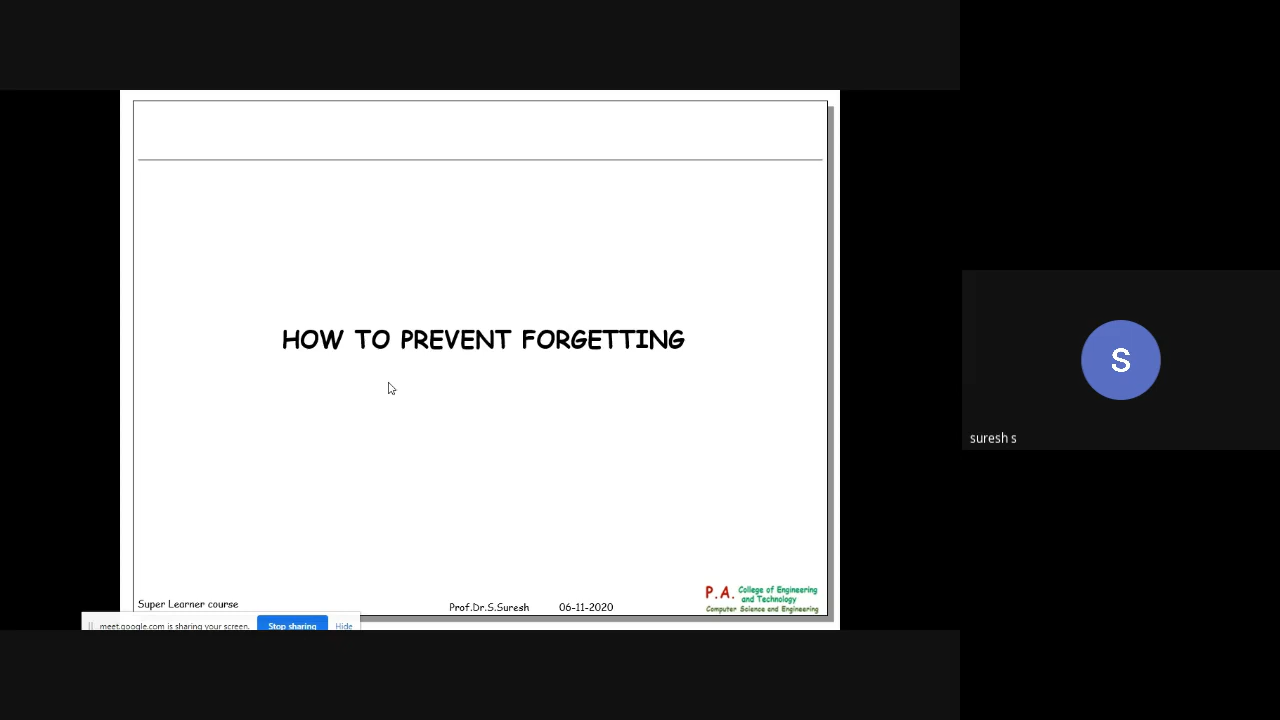 HOW TO PREVENT FORGETTING
S
suresh s
P.A. College of Engineering
and Technology
Computer Science and Engineering
Super Learner course
Prof.Dr.S.Suresh 06-11-2020
meet.google.com is sharing your screen. Stop sharing Hide